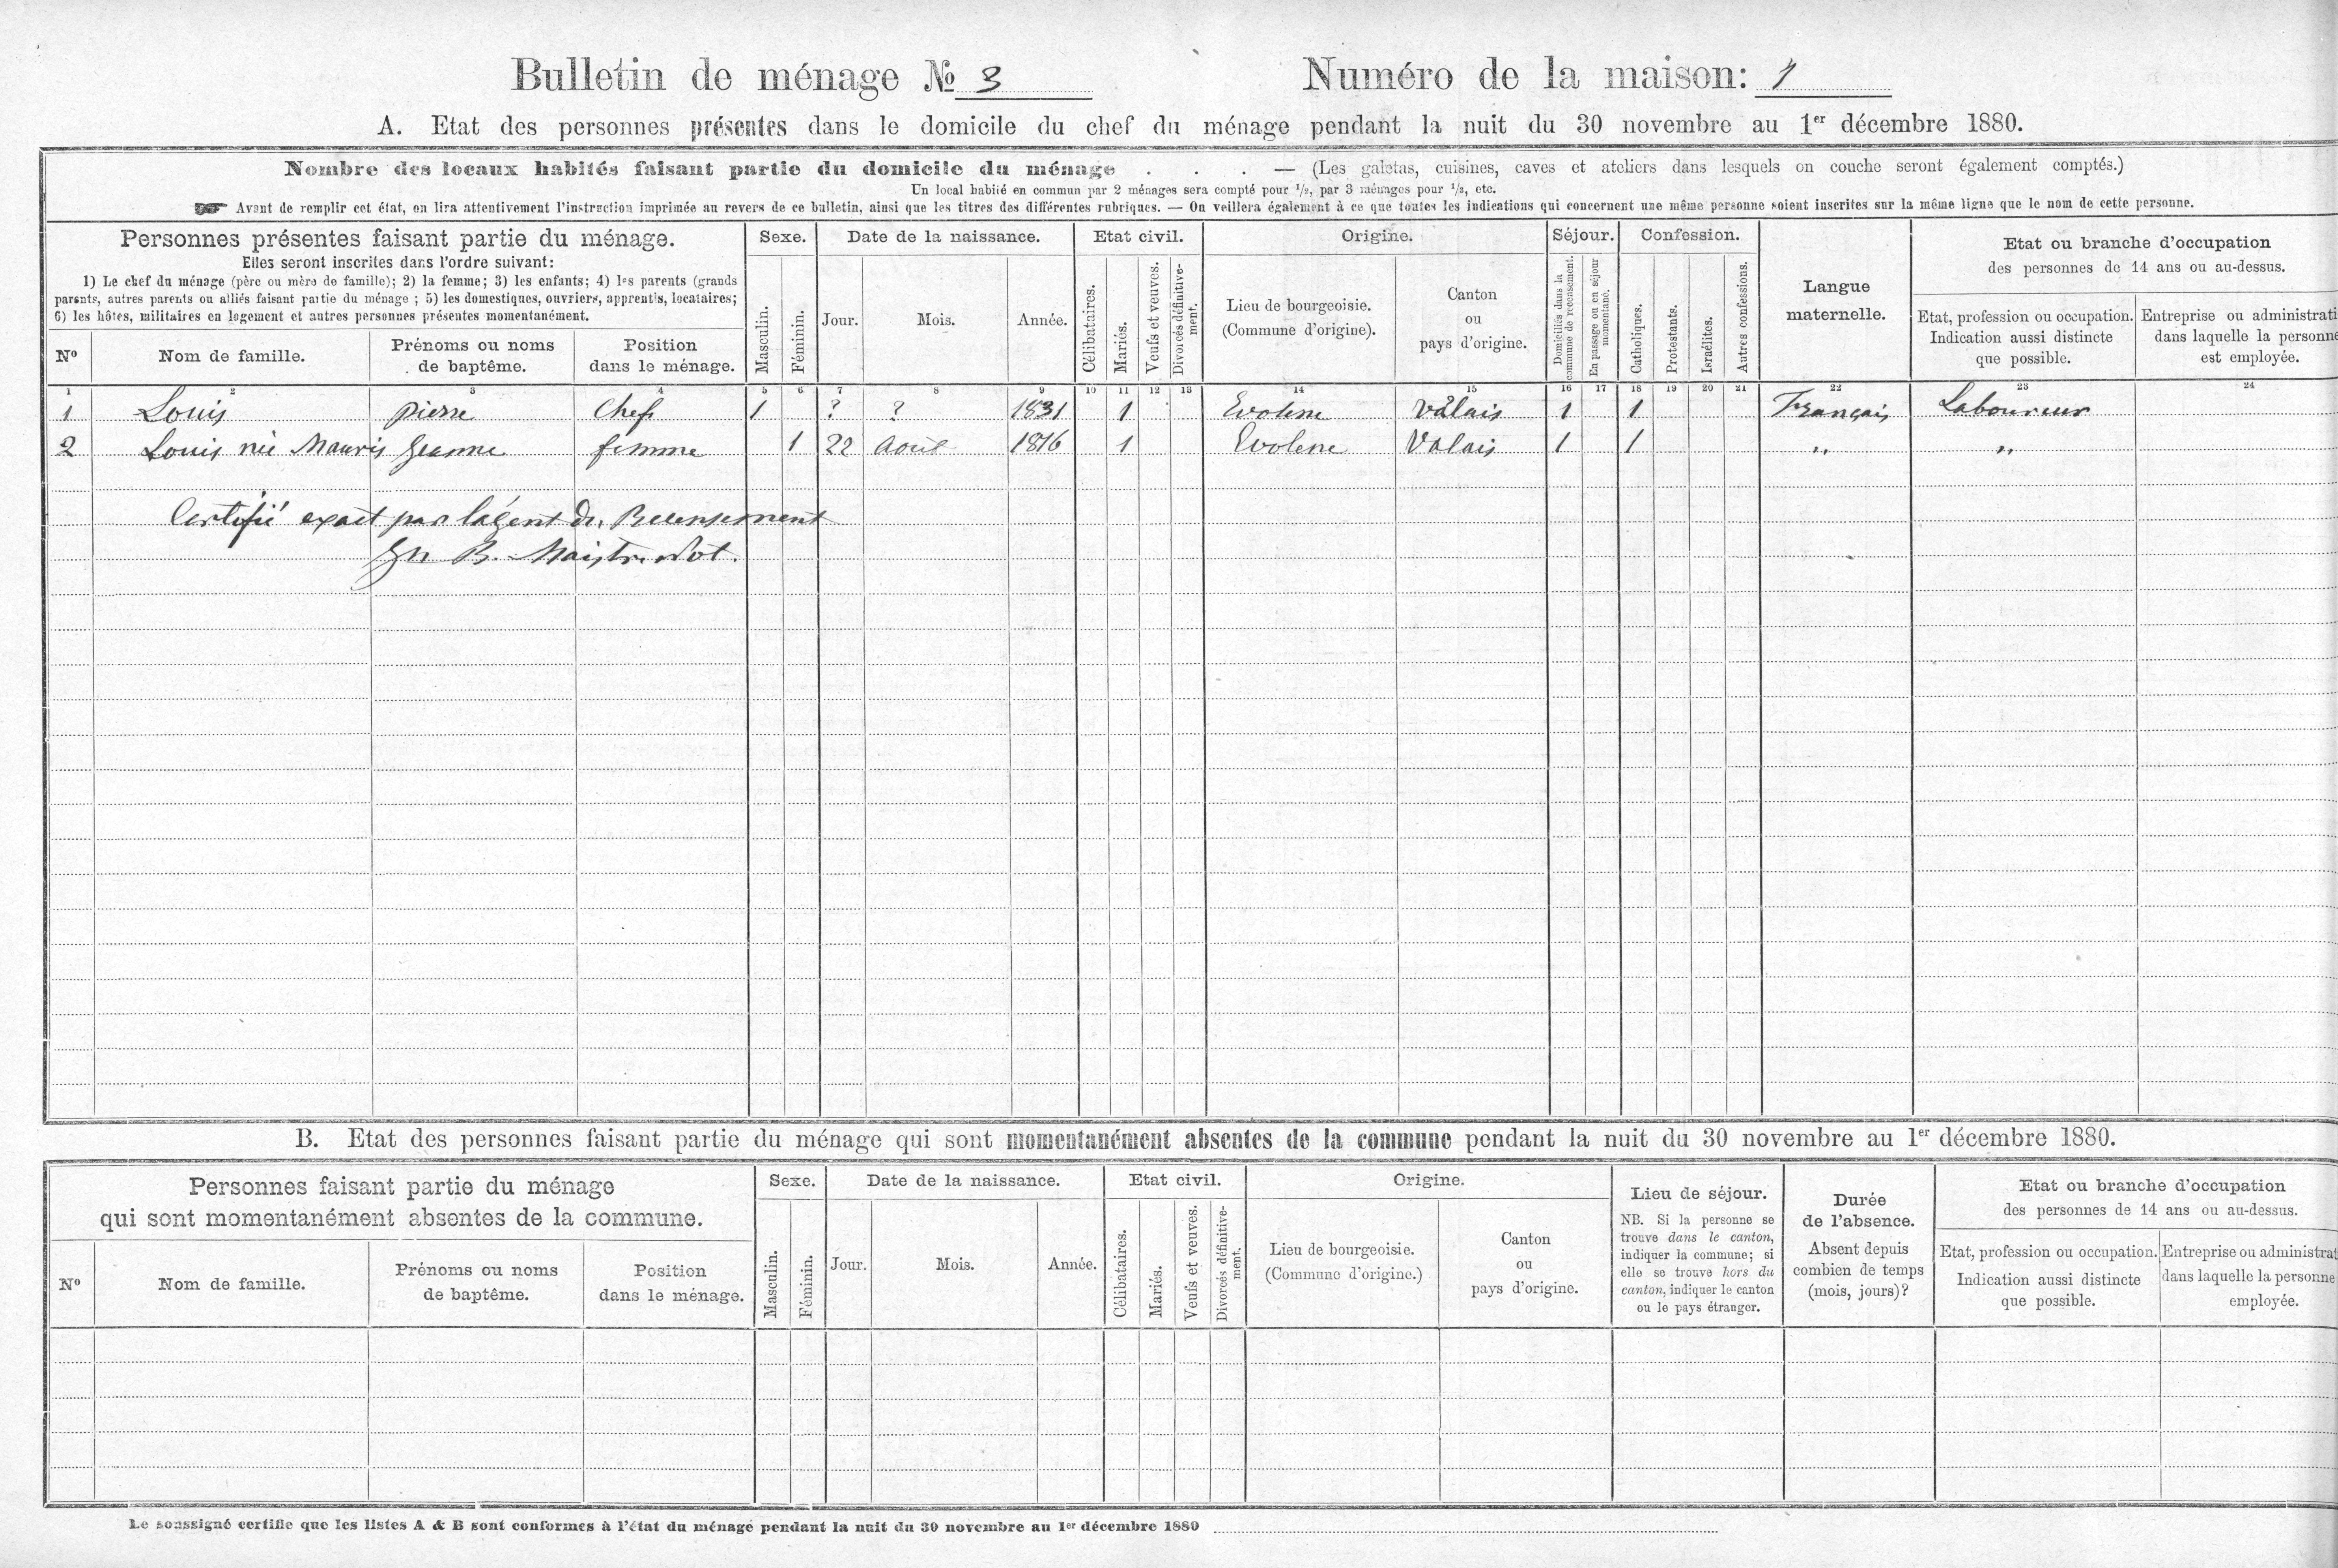 Bulletin de ménage № 3
Numéro de la maison: 1
A. Etat des personnes présentes dans le domicile du chef du ménage pendant la nuit du 30 novembre au 1er décembre 1880.
Nombre des locaux habités faisant partie du domicile du ménage . . . — (Les galetas, cuisines, caves et ateliers dans lesquels on couche seront également comptés.)
Un local habité en commun par 2 ménages sera compté pour 1/2, par 3 ménages pour 1/3, etc.
☞ Avant de remplir cet état, on lira attentivement l'instruction imprimée au revers de ce bulletin, ainsi que les titres des différentes rubriques. — On veillera également à ce que toutes les indications qui concernent une même personne soient inscrites sur la même ligne que le nom de cette personne.
Personnes présentes faisant partie du ménage.
Elles seront inscrites dans l'ordre suivant:
1) Le chef du ménage (père ou mère de famille); 2) la femme; 3) les enfants; 4) les parents (grands
parents, autres parents ou alliés faisant partie du ménage ; 5) les domestiques, ouvriers, apprentis, locataires;
6) les hôtes, militaires en logement et autres personnes présentes momentanément.
Nº
Nom de famille.
Prénoms ou noms
de baptême.
Position
dans le ménage.
Sexe.
Masculin.
Féminin.
Date de la naissance.
Jour.
Mois.
Année.
Etat civil.
Célibataires.
Mariés.
Veufs et veuves.
Divorcés définitive-
ment.
Origine.
Lieu de bourgeoisie.
(Commune d'origine).
Canton
ou
pays d'origine.
Séjour.
Domiciliés dans la
commune de recensement.
En passage ou en séjour
momentané.
Confession.
Catholiques.
Protestants.
Israélites.
Autres confessions.
Langue
maternelle.
Etat ou branche d'occupation
des personnes de 14 ans ou au-dessus.
Etat, profession ou occupation.
Indication aussi distincte
que possible.
Entreprise ou administrati
dans laquelle la personne
est employée.
1 2 3 4 5 6 7 8 9 10 11 12 13 14 15 16 17 18 19 20 21 22 23 24
1 Louis pierre Chef 1 ? ? 1831 1 Evolene Valais 1 1 Français Laboureur
2 Louis née Mauris Jeanne femme 1 22 Août 1816 1 Evolene Valais 1 1 " "
Certifié exact par l'agent de Recensement
B. Maistre Not.
B. Etat des personnes faisant partie du ménage qui sont momentanément absentes de la commune pendant la nuit du 30 novembre au 1er décembre 1880.
Personnes faisant partie du ménage
qui sont momentanément absentes de la commune.
Nº
Nom de famille.
Prénoms ou noms
de baptême.
Position
dans le ménage.
Sexe.
Masculin.
Féminin.
Date de la naissance.
Jour.
Mois.
Année.
Etat civil.
Célibataires.
Mariés.
Veufs et veuves.
Divorcés définitive-
ment.
Origine.
Lieu de bourgeoisie.
(Commune d'origine.)
Canton
ou
pays d'origine.
Lieu de séjour.
NB. Si la personne se
trouve dans le canton,
indiquer la commune; si
elle se trouve hors du
canton, indiquer le canton
ou le pays étranger.
Durée
de l'absence.
Absent depuis
combien de temps
(mois, jours)?
Etat ou branche d'occupation
des personnes de 14 ans ou au-dessus.
Etat, profession ou occupation.
Indication aussi distincte
que possible.
Entreprise ou administrat
dans laquelle la personne
employée.
Le soussigné certifie que les listes A & B sont conformes à l'état du ménage pendant la nuit du 30 novembre au 1er décembre 1880